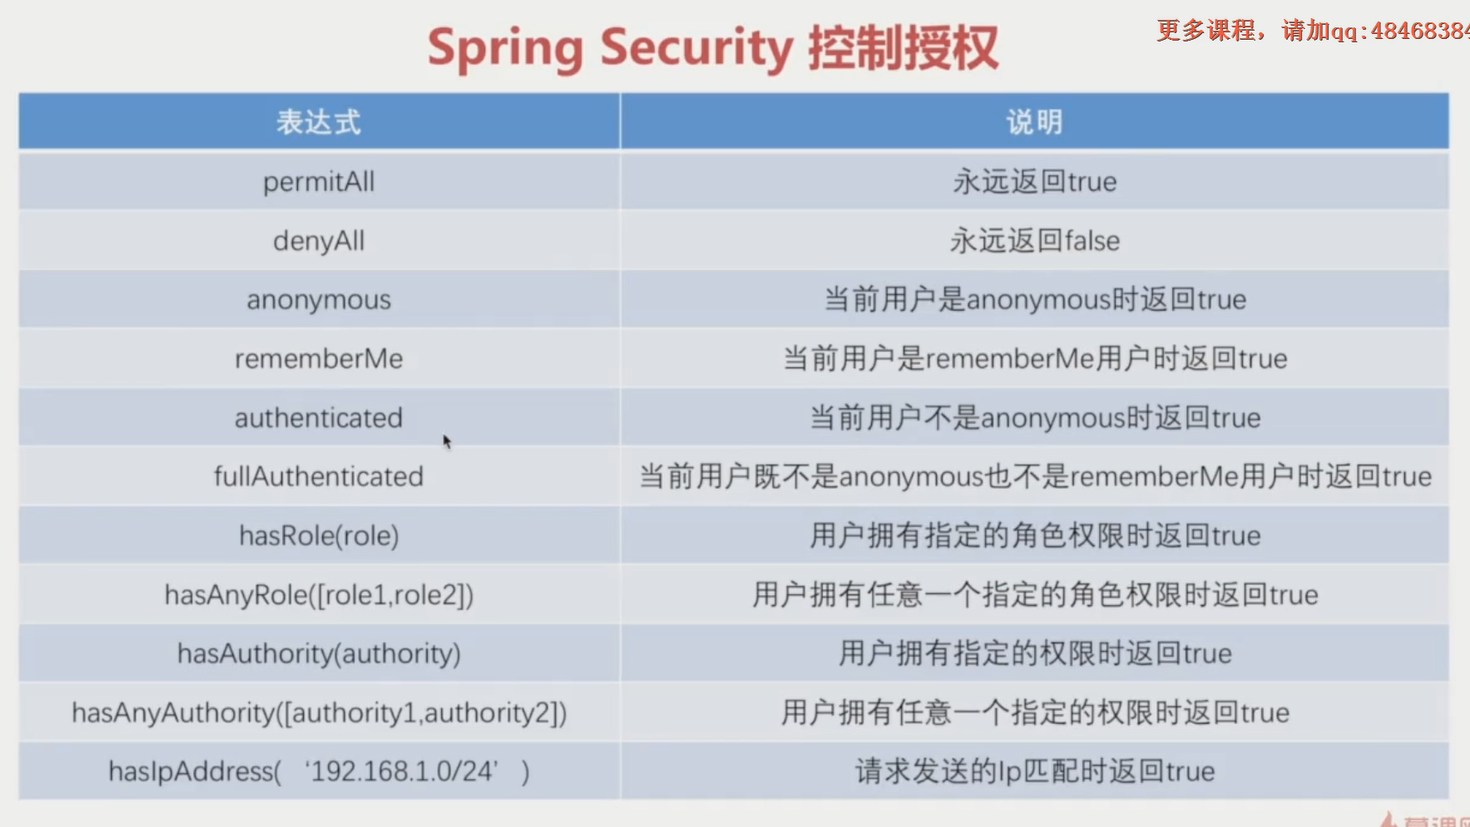 Spring Security 控制授权
更多课程，请加qq:48468384
表达式 说明
permitAll 永远返回true
denyAll 永远返回false
anonymous 当前用户是anonymous时返回true
rememberMe 当前用户是rememberMe用户时返回true
authenticated 当前用户不是anonymous时返回true
fullAuthenticated 当前用户既不是anonymous也不是rememberMe用户时返回true
hasRole(role) 用户拥有指定的角色权限时返回true
hasAnyRole([role1,role2]) 用户拥有任意一个指定的角色权限时返回true
hasAuthority(authority) 用户拥有指定的权限时返回true
hasAnyAuthority([authority1,authority2]) 用户拥有任意一个指定的权限时返回true
hasIpAddress( ‘192.168.1.0/24’ ) 请求发送的Ip匹配时返回true